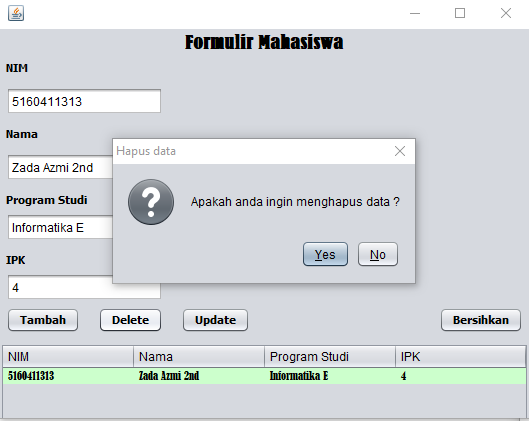 Formulir Mahasiswa
NIM
5160411313
Nama
Zada Azmi 2nd
Program Studi
Informatika E
IPK
4
Hapus data
Apakah anda ingin menghapus data ?
Yes No
Tambah Delete Update Bersihkan
NIM Nama Program Studi IPK
5160411313 Zada Azmi 2nd Informatika E 4